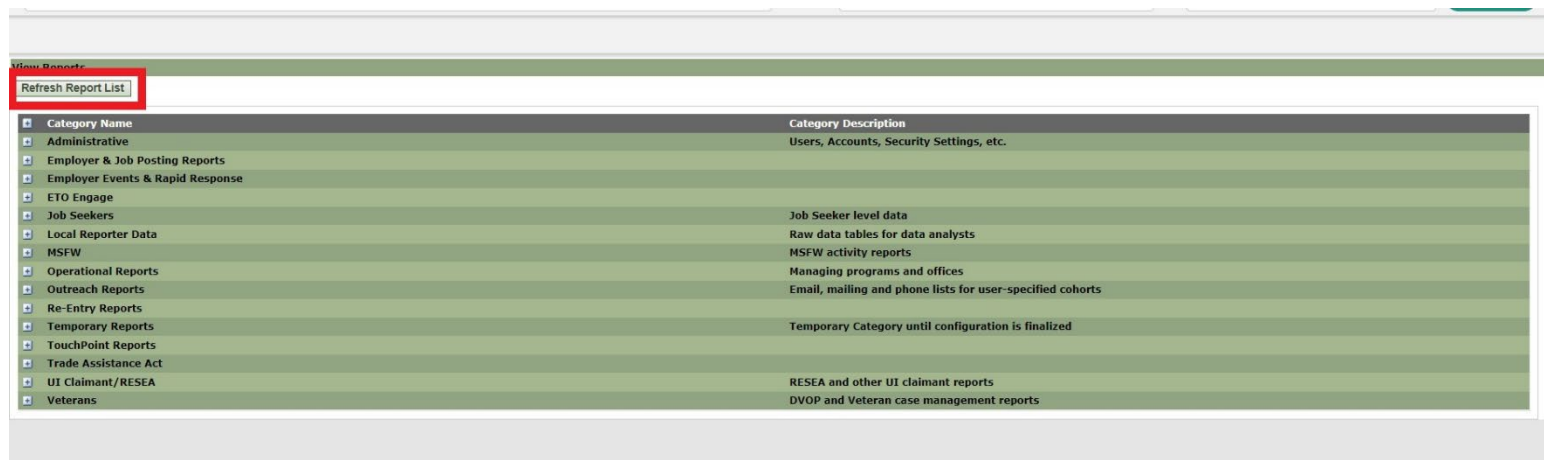 View Reports
Refresh Report List
Category Name Category Description
Administrative Users, Accounts, Security Settings, etc.
Employer & Job Posting Reports
Employer Events & Rapid Response
ETO Engage
Job Seekers Job Seeker level data
Local Reporter Data Raw data tables for data analysts
MSFW MSFW activity reports
Operational Reports Managing programs and offices
Outreach Reports Email, mailing and phone lists for user-specified cohorts
Re-Entry Reports
Temporary Reports Temporary Category until configuration is finalized
TouchPoint Reports
Trade Assistance Act
UI Claimant/RESEA RESEA and other UI claimant reports
Veterans DVOP and Veteran case management reports